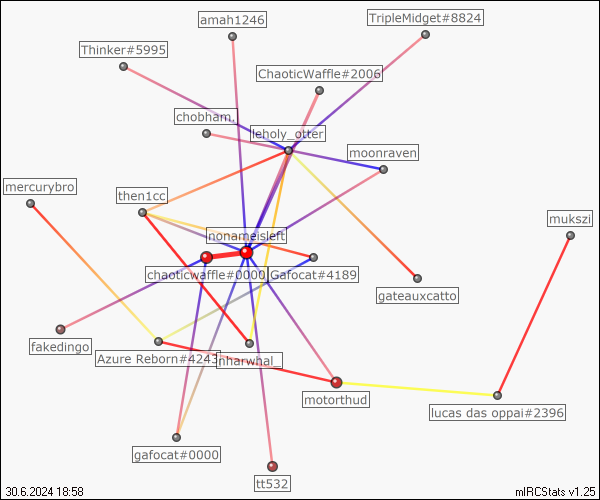 amah1246
TripleMidget#8824
Thinker#5995
ChaoticWaffle#2006
chobham.
leholy_otter
moonraven
mercurybro
then1cc
mukszi
nonameisleft
chaoticwaffle#0000
Gafocat#4189
gateauxcatto
fakedingo
Azure Reborn#4243
nharwhal_
motorthud
lucas das oppai#2396
gafocat#0000
tt532
30.6.2024 18:58
mIRCStats v1.25